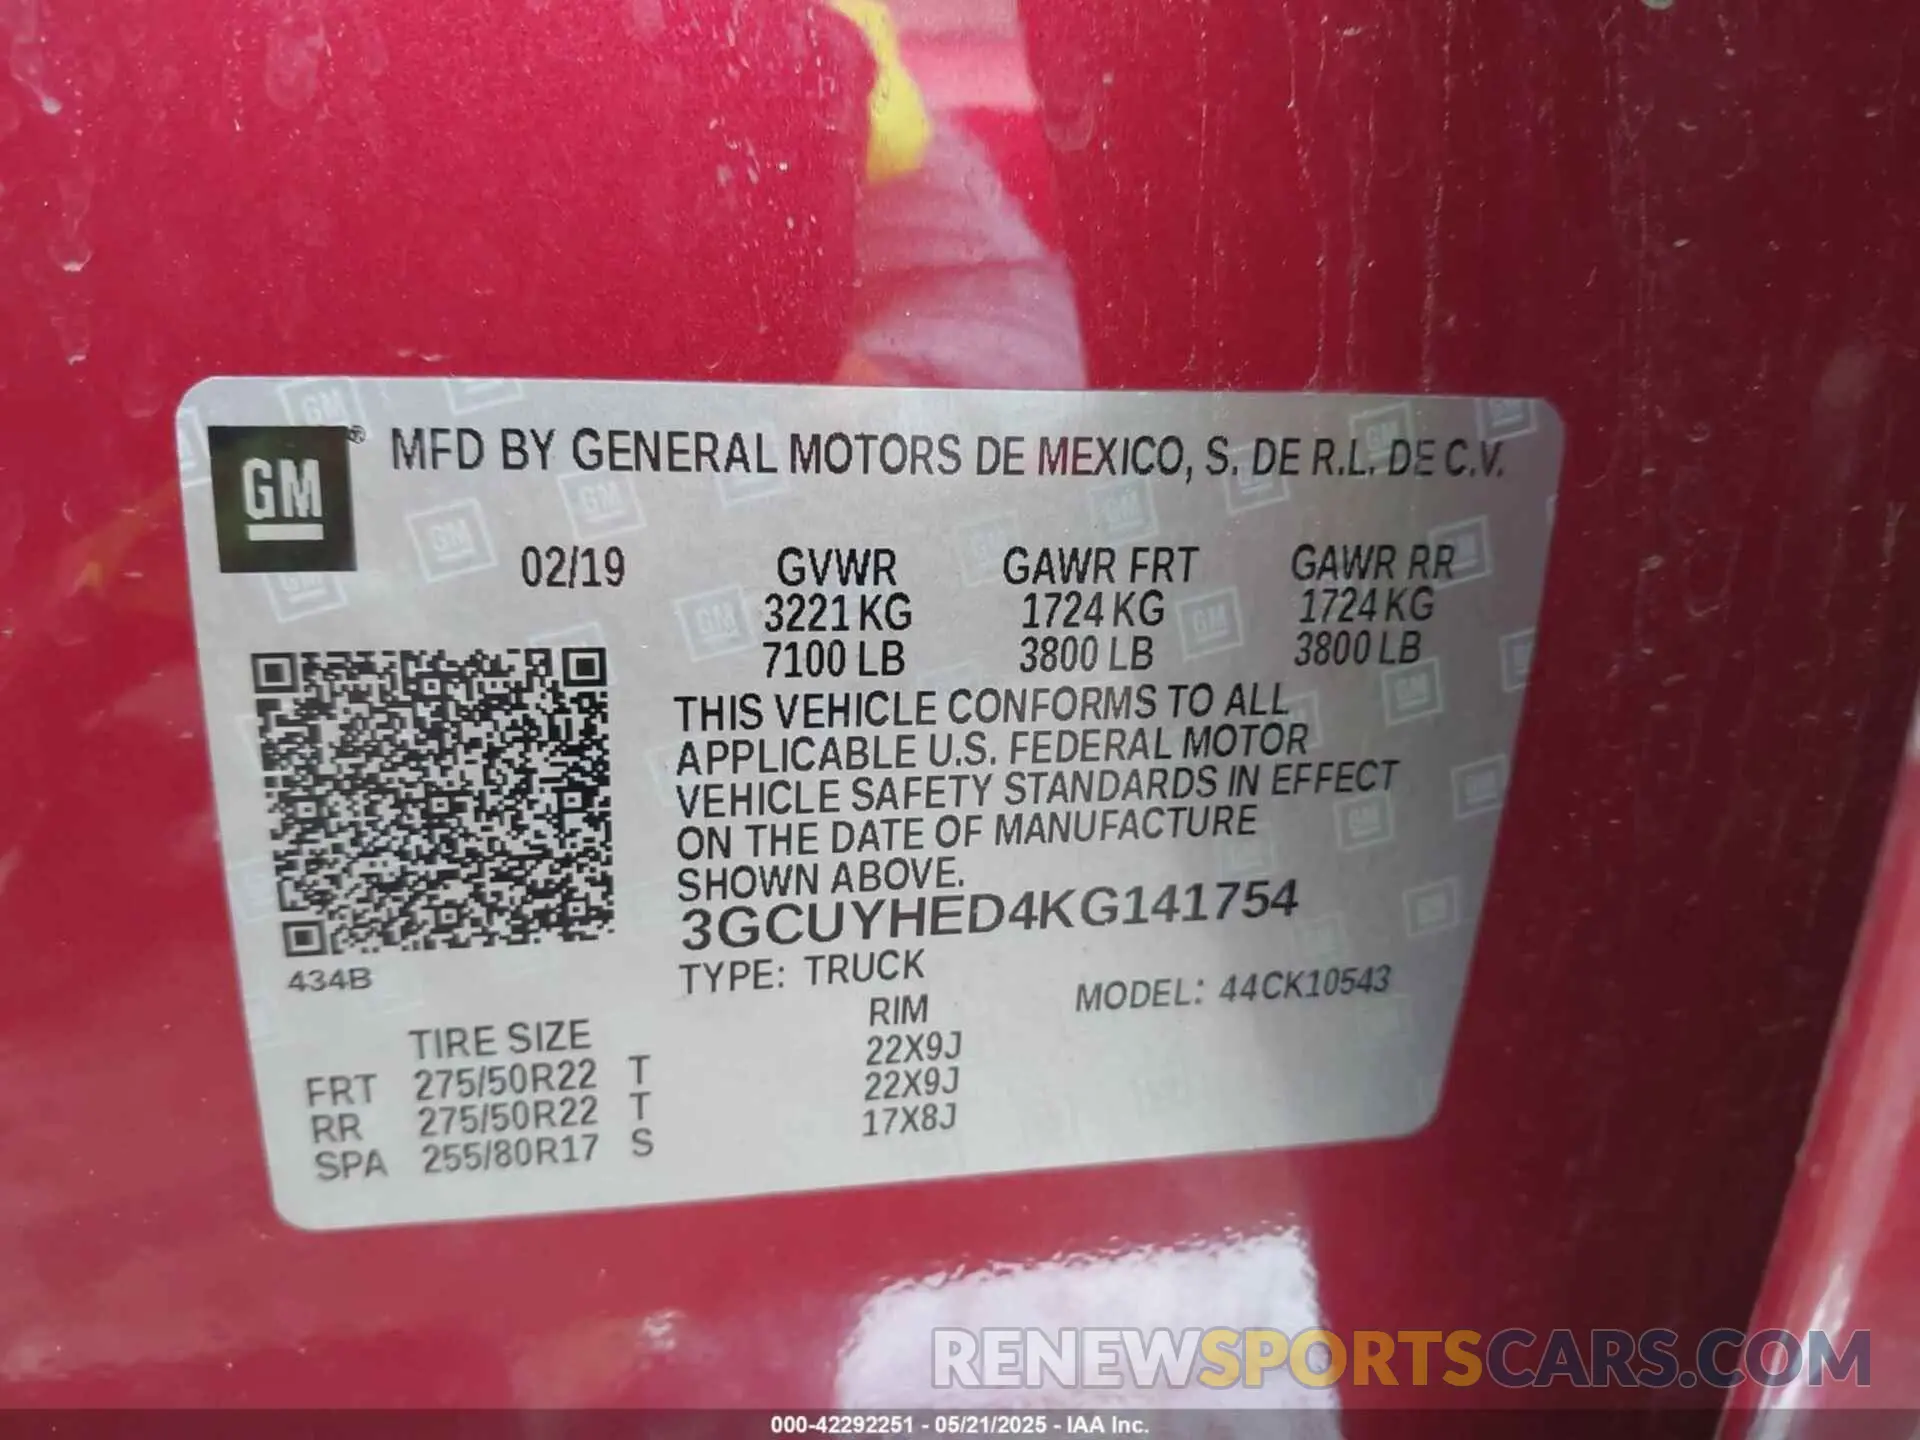 GM ® MFD BY GENERAL MOTORS DE MEXICO, S. DE R.L. DE C.V.
02/19 GVWR GAWR FRT GAWR RR
3221 KG 1724 KG 1724 KG
7100 LB 3800 LB 3800 LB
THIS VEHICLE CONFORMS TO ALL
APPLICABLE U.S. FEDERAL MOTOR
VEHICLE SAFETY STANDARDS IN EFFECT
ON THE DATE OF MANUFACTURE
SHOWN ABOVE.
3GCUYHED4KG141754
434B
TYPE: TRUCK MODEL: 44CK10543
TIRE SIZE RIM
FRT 275/50R22 T 22X9J
RR 275/50R22 T 22X9J
SPA 255/80R17 S 17X8J
RENEWSPORTSCARS.COM
000-42292251 - 05/21/2025 - IAA Inc.